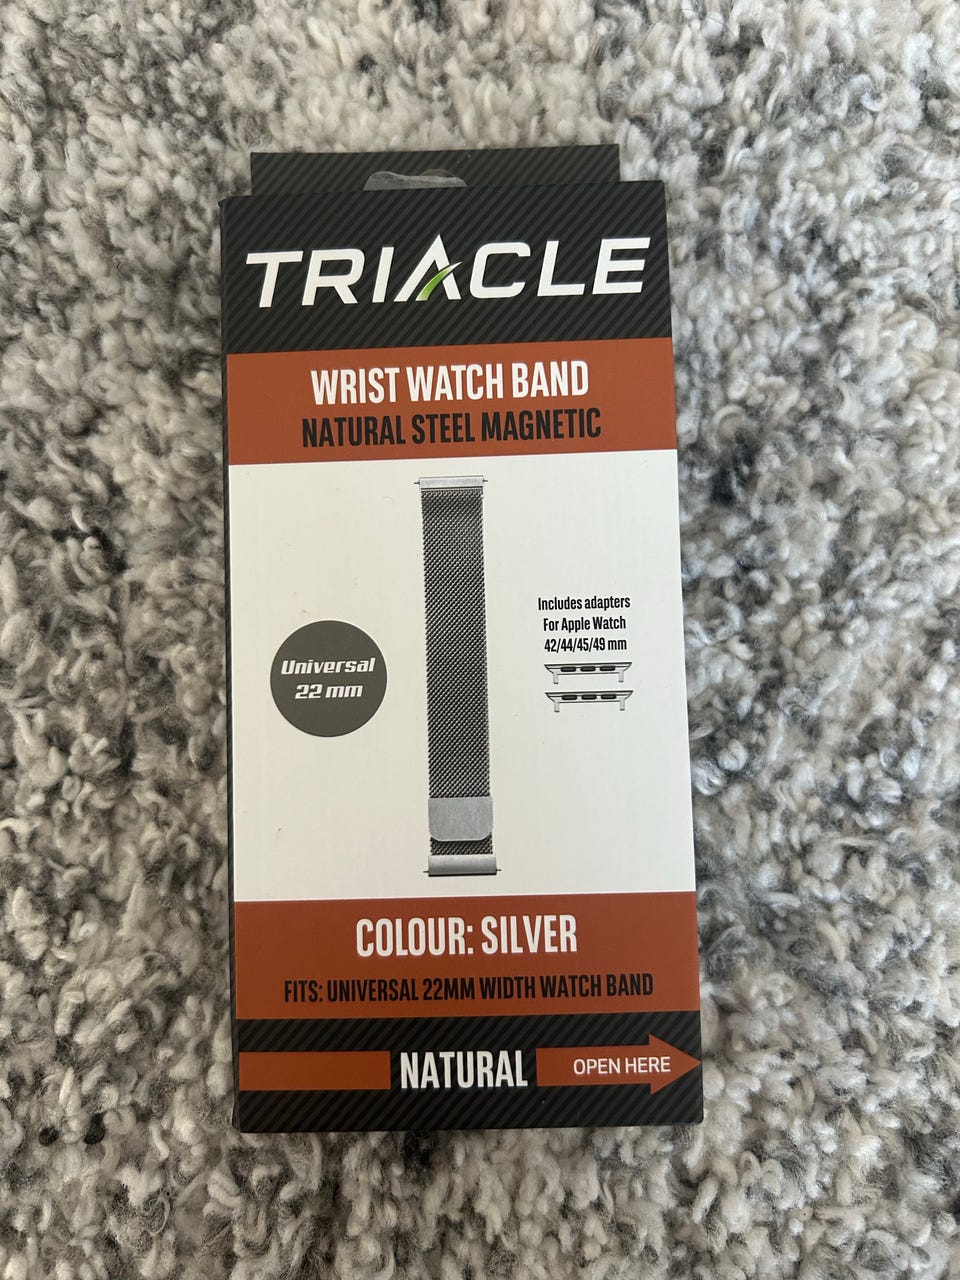 TRIACLE
WRIST WATCH BAND
NATURAL STEEL MAGNETIC
Includes adapters
For Apple Watch
42/44/45/49 mm
Universal
22 mm
COLOUR: SILVER
FITS: UNIVERSAL 22MM WIDTH WATCH BAND
NATURAL
OPEN HERE